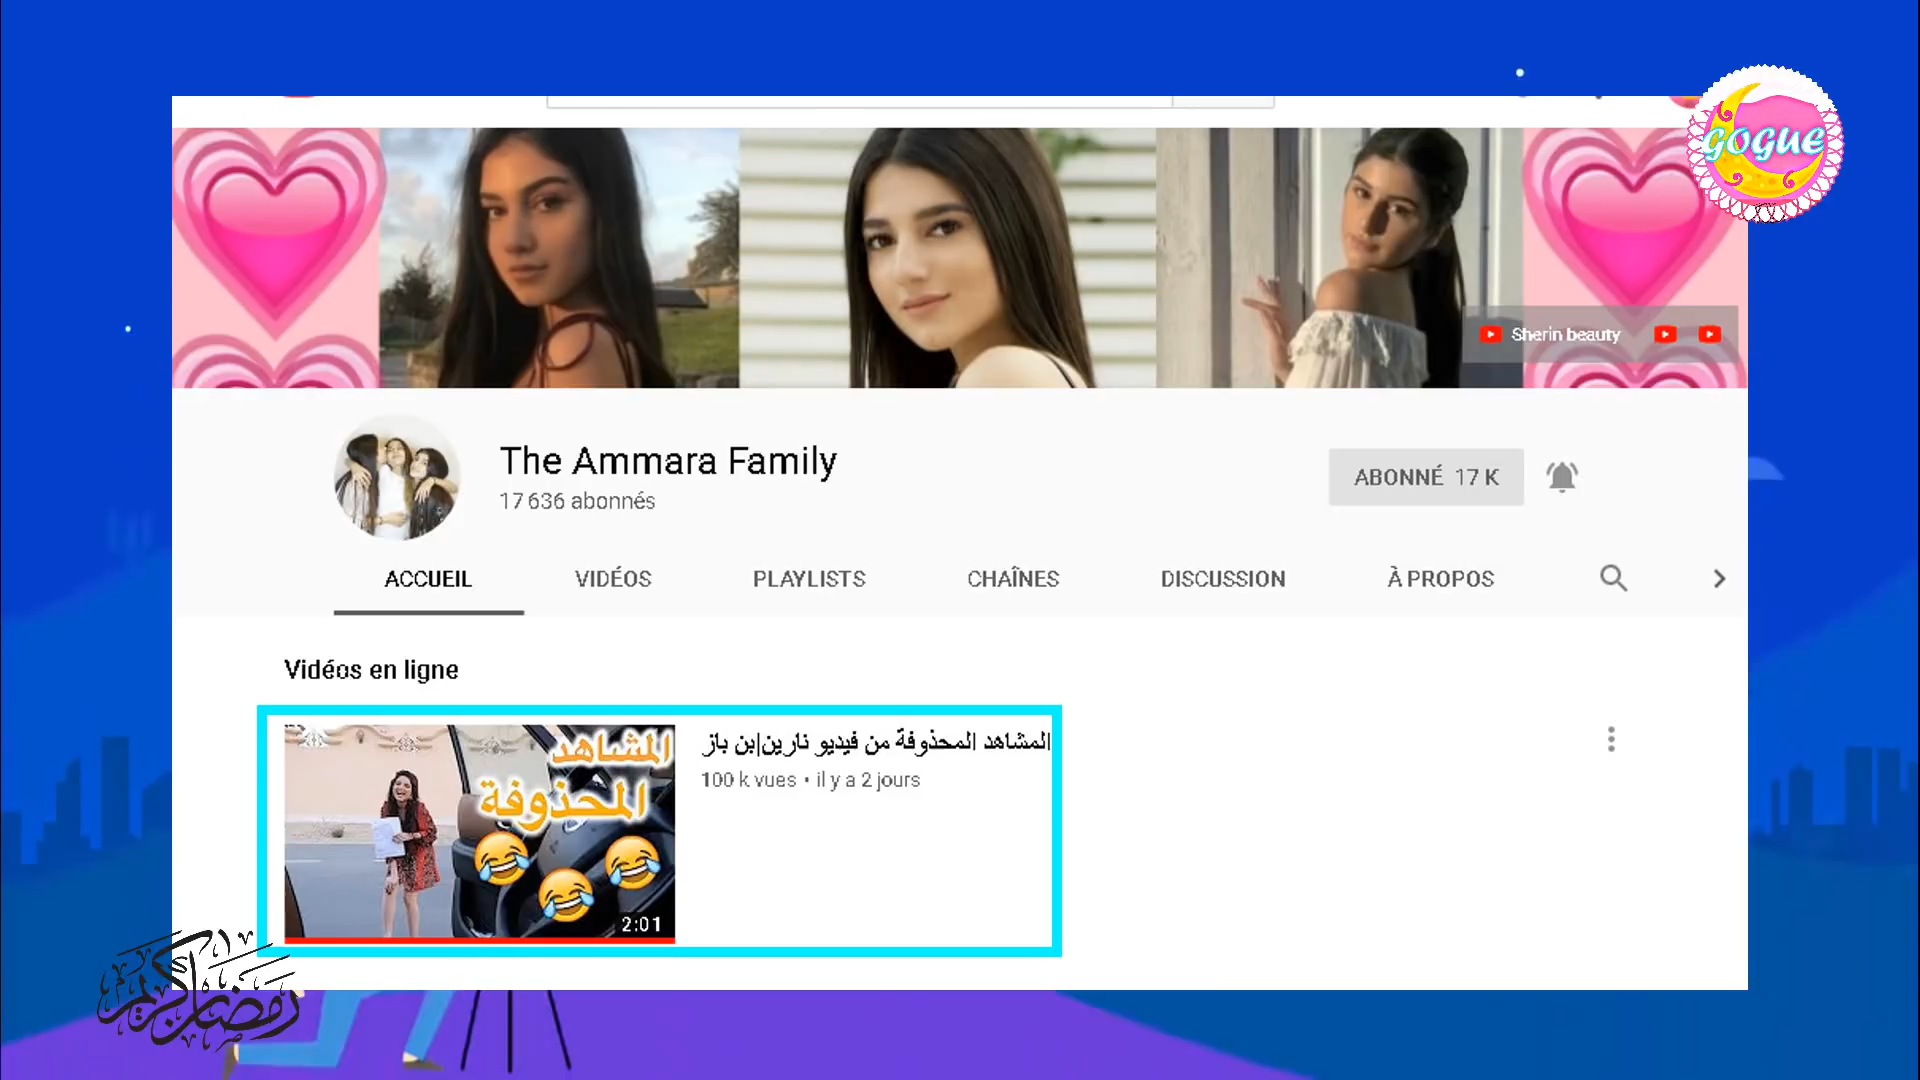 GOGUE
Sherin beauty
The Ammara Family
17 636 abonnés
ABONNÉ 17 K
ACCUEIL
VIDÉOS
PLAYLISTS
CHAÎNES
DISCUSSION
À PROPOS
Vidéos en ligne
المشاهد
المحذوفة
2:01
المشاهد المحذوفة من فيديو نارين|بن باز
100 k vues • il y a 2 jours
رمضان كريم